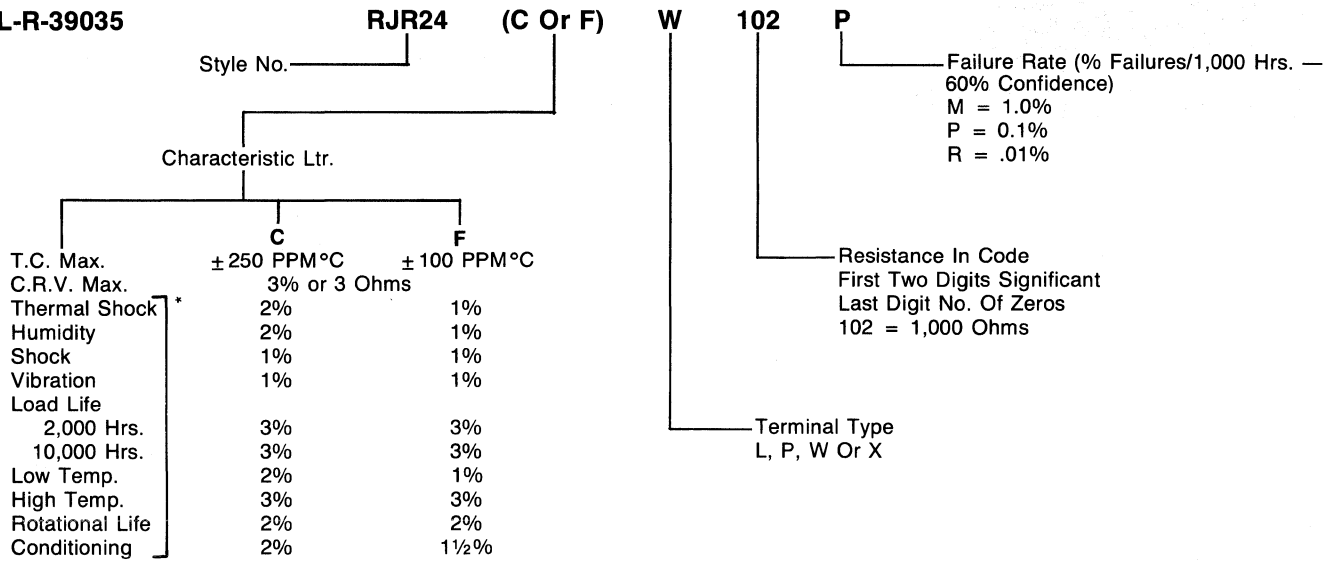 L-R-39035 RJR24 (C Or F) W 102 P
Style No.
Failure Rate (% Failures/1,000 Hrs. —
60% Confidence)
M = 1.0%
P = 0.1%
R = .01%
Characteristic Ltr.
C F
T.C. Max. ±250 PPM°C ±100 PPM°C
C.R.V. Max. 3% or 3 Ohms
Thermal Shock * 2% 1%
Humidity 2% 1%
Shock 1% 1%
Vibration 1% 1%
Load Life
2,000 Hrs. 3% 3%
10,000 Hrs. 3% 3%
Low Temp. 2% 1%
High Temp. 3% 3%
Rotational Life 2% 2%
Conditioning 2% 1½%
Resistance In Code
First Two Digits Significant
Last Digit No. Of Zeros
102 = 1,000 Ohms
Terminal Type
L, P, W Or X